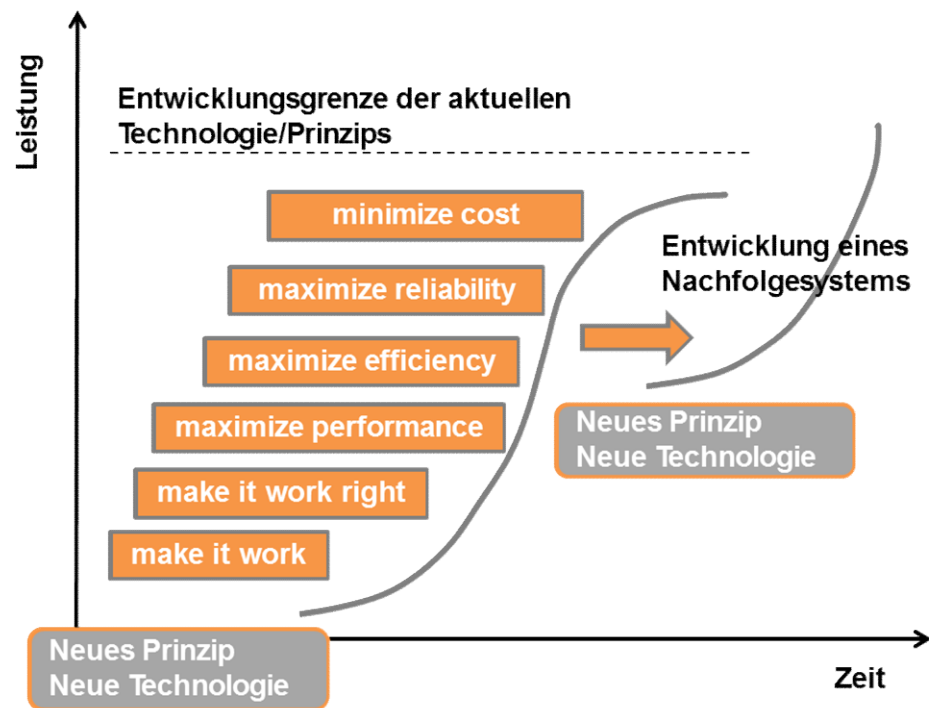 Leistung
Entwicklungsgrenze der aktuellen
Technologie/Prinzips
minimize cost
maximize reliability
maximize efficiency
maximize performance
make it work right
make it work
Neues Prinzip
Neue Technologie
Entwicklung eines
Nachfolgesystems
Neues Prinzip
Neue Technologie
Zeit